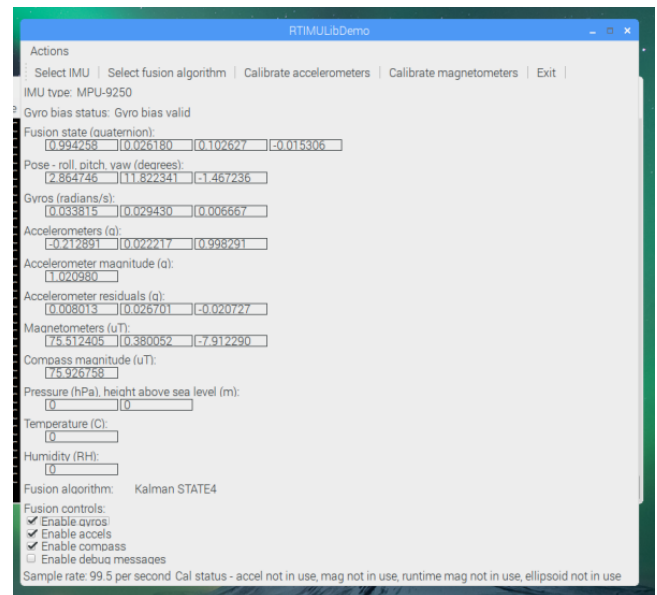 RTIMULibDemo
Actions
Select IMU | Select fusion algorithm | Calibrate accelerometers | Calibrate magnetometers | Exit
IMU type: MPU-9250
Gyro bias status: Gyro bias valid
Fusion state (quaternion):
0.994258 0.026180 0.102627 -0.015306
Pose - roll, pitch, yaw (degrees):
2.864746 11.822341 -1.467236
Gyros (radians/s):
0.033815 0.029430 0.006667
Accelerometers (g):
-0.212891 0.022217 0.998291
Accelerometer magnitude (g):
1.020980
Accelerometer residuals (g):
0.008013 0.026701 -0.020727
Magnetometers (uT):
75.512405 0.380052 -7.912290
Compass magnitude (uT):
75.926758
Pressure (hPa), height above sea level (m):
0 0
Temperature (C):
0
Humidity (RH):
0
Fusion algorithm: Kalman STATE4
Fusion controls:
Enable gyros
Enable accels
Enable compass
Enable debug messages
Sample rate: 99.5 per second Cal status - accel not in use, mag not in use, runtime mag not in use, ellipsoid not in use